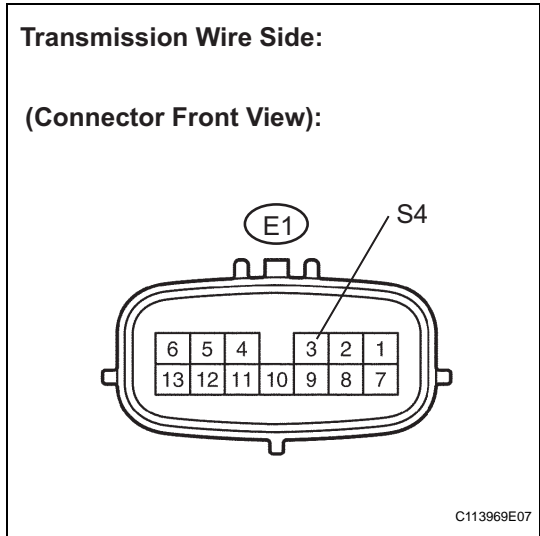 Transmission Wire Side:
(Connector Front View):
E1
S4
6 5 4 3 2 1
13 12 11 10 9 8 7
C113969E07